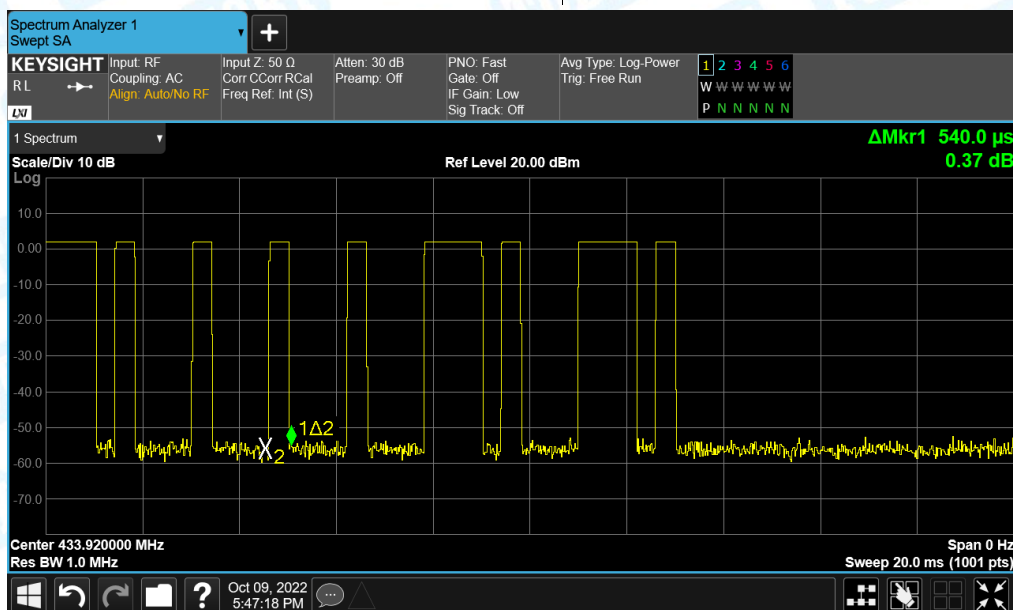 Spectrum Analyzer 1
Swept SA
+
KEYSIGHT
R L
LXI
Input: RF
Coupling: AC
Align: Auto/No RF
Input Z: 50 Ω
Corr CCorr RCal
Freq Ref: Int (S)
Atten: 30 dB
Preamp: Off
PNO: Fast
Gate: Off
IF Gain: Low
Sig Track: Off
Avg Type: Log-Power
Trig: Free Run
1 2 3 4 5 6
W W W W W W
P N N N N N
1 Spectrum
ΔMkr1 540.0 µs
0.37 dB
Scale/Div 10 dB
Ref Level 20.00 dBm
Log
10.0
0.00
-10.0
-20.0
-30.0
-40.0
-50.0
-60.0
-70.0
1Δ2
X2
Center 433.920000 MHz
Span 0 Hz
Res BW 1.0 MHz
Sweep 20.0 ms (1001 pts)
?
Oct 09, 2022
5:47:18 PM